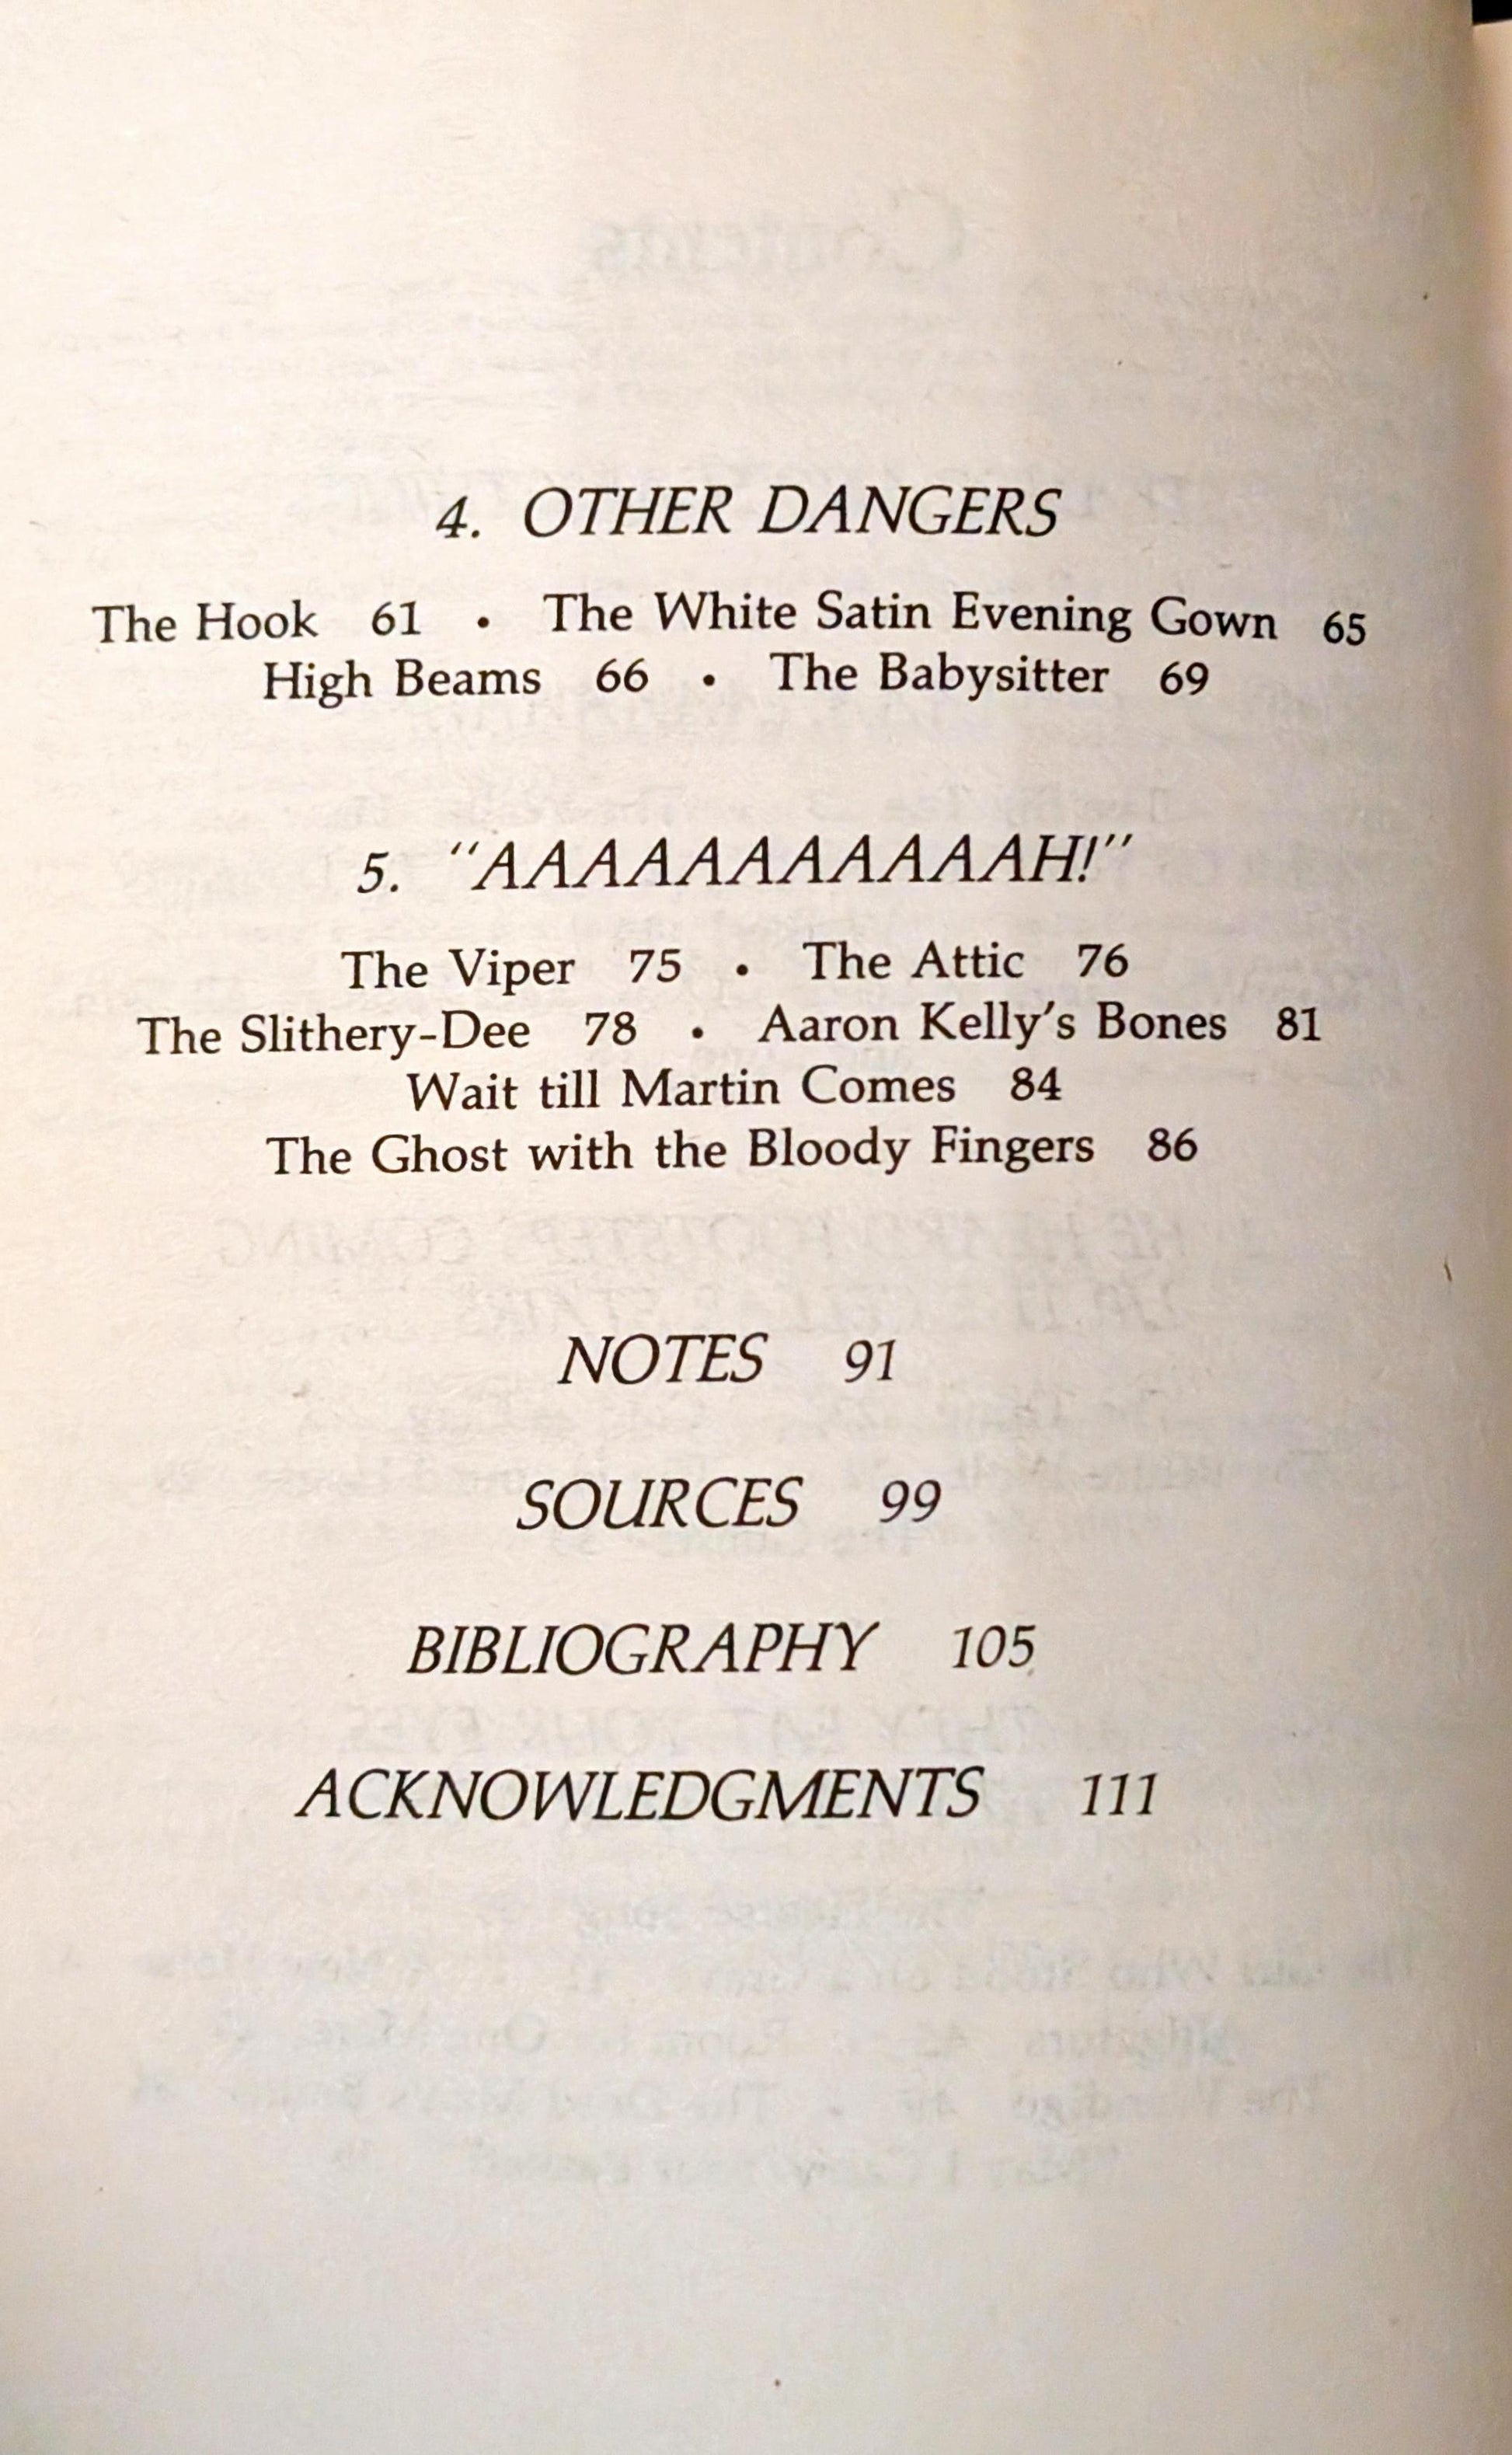 4. OTHER DANGERS
The Hook 61 • The White Satin Evening Gown 65
High Beams 66 • The Babysitter 69
5. "AAAAAAAAAAAAH!"
The Viper 75 • The Attic 76
The Slithery-Dee 78 • Aaron Kelly's Bones 81
Wait till Martin Comes 84
The Ghost with the Bloody Fingers 86
NOTES 91
SOURCES 99
BIBLIOGRAPHY 105
ACKNOWLEDGMENTS 111